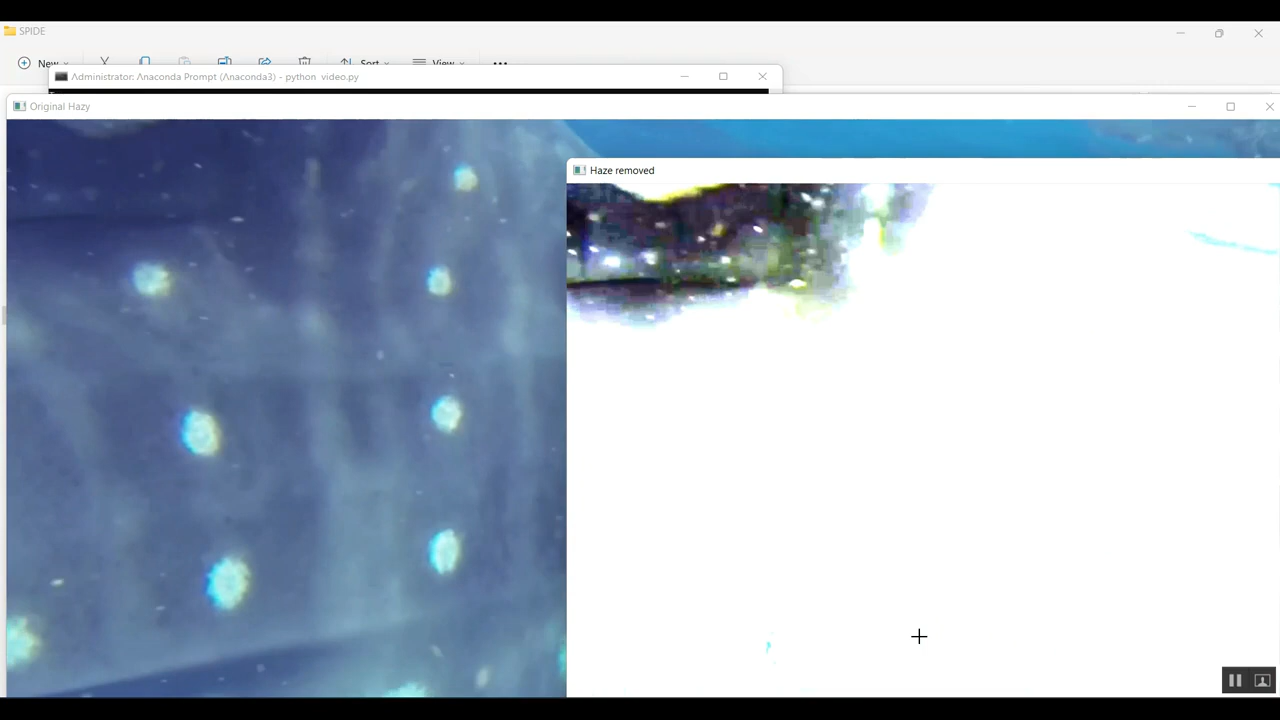 SPIDE
New
Sort
View
Administrator: Anaconda Prompt (Anaconda3) - python video.py
Original Hazy
Haze removed